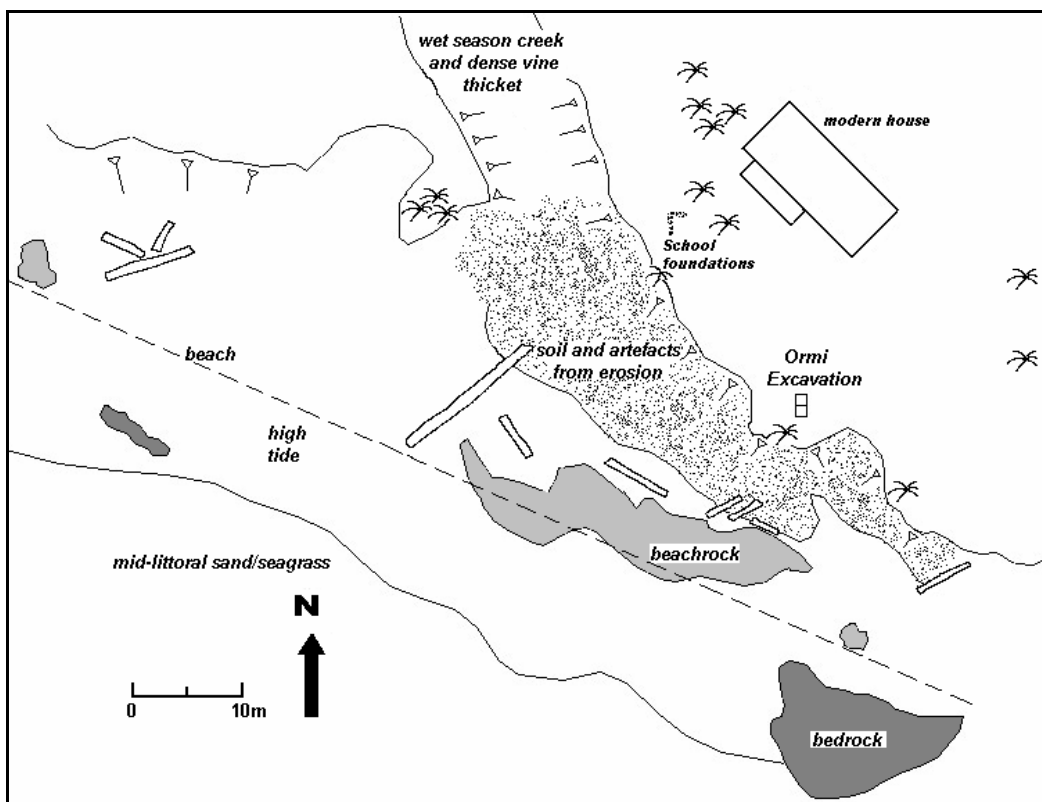 wet season creek
and dense vine
thicket
modern house
School
foundations
beach
soil and artefacts
from erosion
Ormi
Excavation
high
tide
beachrock
mid-littoral sand/seagrass
N
0 10m
bedrock